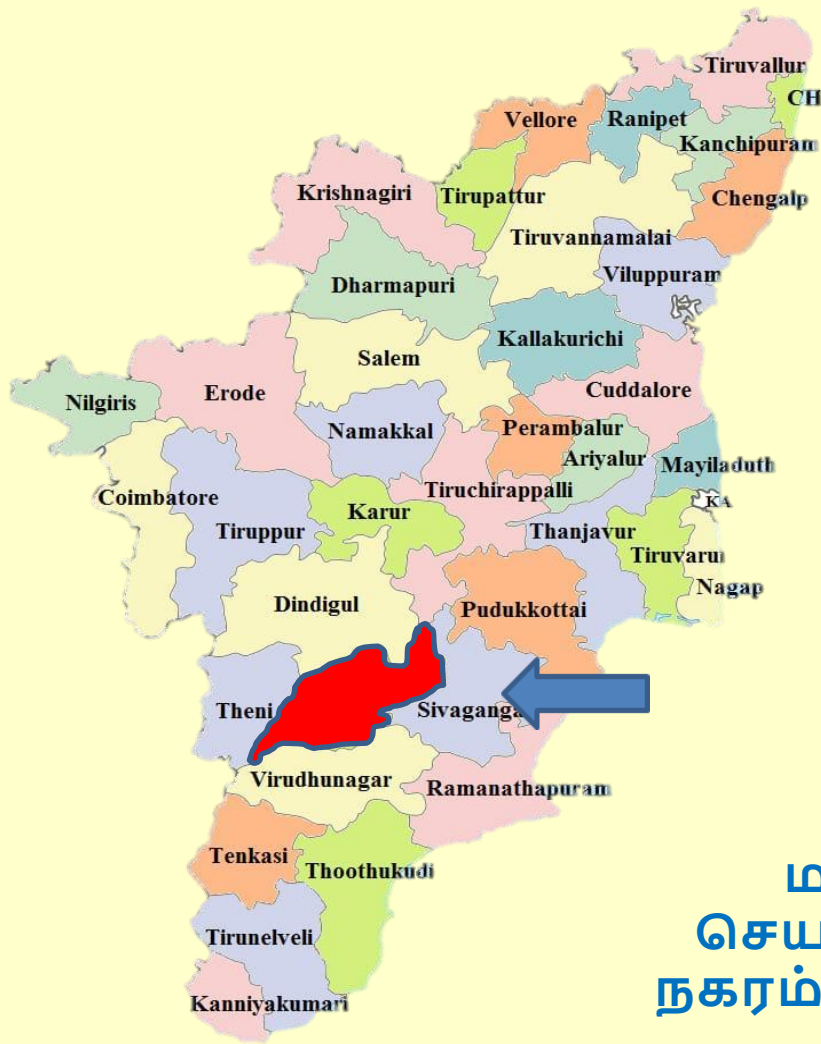 Tiruvallur
CH
Vellore
Ranipet
Kanchipuram
Krishnagiri
Tirupattur
Chengalp
Tiruvannamalai
Viluppuram
Dharmapuri
Kallakurichi
Salem
Cuddalore
Erode
Nilgiris
Namakkal
Perambalur
Ariyalur
Mayiladuth
Tiruchirappalli
Coimbatore
KA
Karur
Tiruppur
Thanjavur
Tiruvaru
Nagap
Dindigul
Pudukkottai
Theni
Sivaganga
Virudhunagar
Ramanathapuram
Tenkasi
Thoothukudi
Tirunelveli
Kanniyakumari
ம
செய
நகரம்